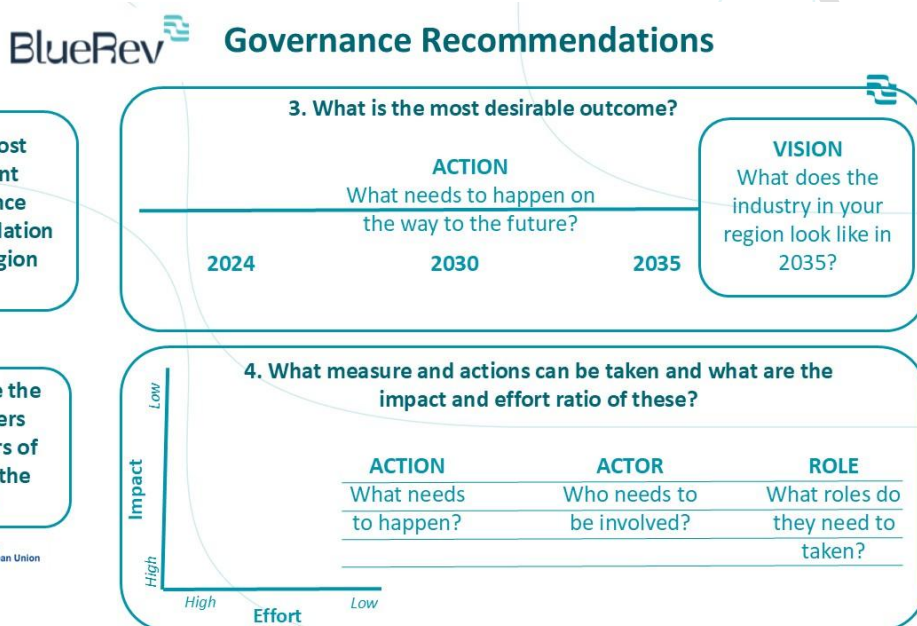 BlueRev
Governance Recommendations
3. What is the most desirable outcome?
ACTION
What needs to happen on
the way to the future?
2024
2030
2035
VISION
What does the
industry in your
region look like in
2035?
4. What measure and actions can be taken and what are the
impact and effort ratio of these?
Low
Impact
High
High
Effort
Low
ACTION
ACTOR
ROLE
What needs
Who needs to
What roles do
to happen?
be involved?
they need to
taken?
the
of
the
Union